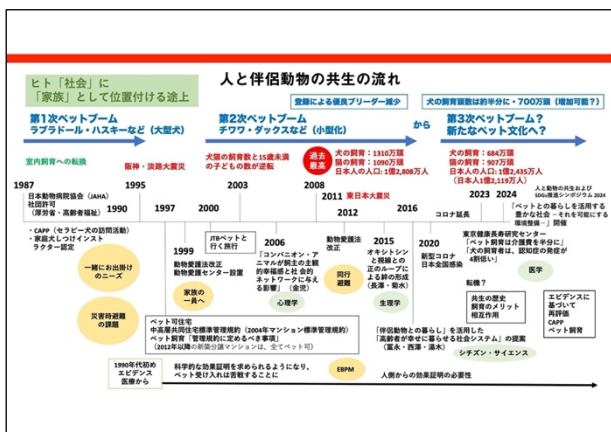 ヒト「社会」に
「家族」として位置付ける途上
人と伴侶動物の共生の流れ
登録による優良ブリーダー減少
犬の飼育頭数は約半分に・700万頭（増加可能？）
第1次ペットブーム
ラブラドール・ハスキーなど（大型犬）
第2次ペットブーム
チワワ・ダックスなど（小型化）
から
第3次ペットブーム？
新たなペット文化へ？
室内飼育への転換
阪神・淡路大震災
犬猫の飼育数と15歳未満
の子どもの数が逆転
過去
最高
犬の飼育：1310万頭
猫の飼育：1090万頭
日本人の人口：1億2,808万人
犬の飼育：684万頭
猫の飼育：907万頭
日本人の人口：1億2,435万人
（日本人1億2,119万人）
1987
1995
2003
2008
2011 東日本大震災
2023
2024
人と動物の共生および
SDGs推進シンポジウム 2024
日本動物病院協会（JAHA）
社団許可
（厚労省・高齢者福祉）
1990
1997
2000
JTBペットと
行く旅行
2012
2016
コロナ延長
「ペットとの暮らしを活用する
豊かな社会 -それを可能にする
環境整備-」開催
・CAPP（セラピー犬の訪問活動）
・家庭犬しつけインスト
ラクター認定
1999
動物愛護法改正
動物愛護センター設置
2006
「コンパニオン・ア
ニマルが飼主の主観
的幸福感と社会的
ネットワークに与え
る影響」（金児）
心理学
動物愛護法
改正
同行
避難
2015
オキシトシ
ンと視線と
の正のループによ
る絆の形成
（長澤・菊水）
生理学
2020
新型コロナ
日本全国感染
東京健康長寿研究センター
「ペット飼育は介護費を半分に」
「犬の飼育者は、認知症の発症が
4割低い」
医学
一緒にお出掛け
のニーズ
家族の
一員へ
災害時避難
の課題
転機？
共生の歴史
飼育のメリット
相互作用
エビデンスに
基づいて
再評価
CAPP
ペット飼育
ペット可住宅
中高層共同住宅標準管理規約（2004年マンション標準管理規約）
ペット飼育「管理規約に定めるべき事項」
（2012年以降の新築分譲マンションは、全てペット可）
「伴侶動物との暮らし」を活用した
「高齢者が幸せに暮らせる社会システム」の提案
（冨永・西澤・湯木）
シチズン・サイエンス
1990年代初め
エビデンス
医療から
科学的な効果証明を求められるようになり、
ペット受け入れは苦戦することに
EBPM
人側からの効果証明の必要性